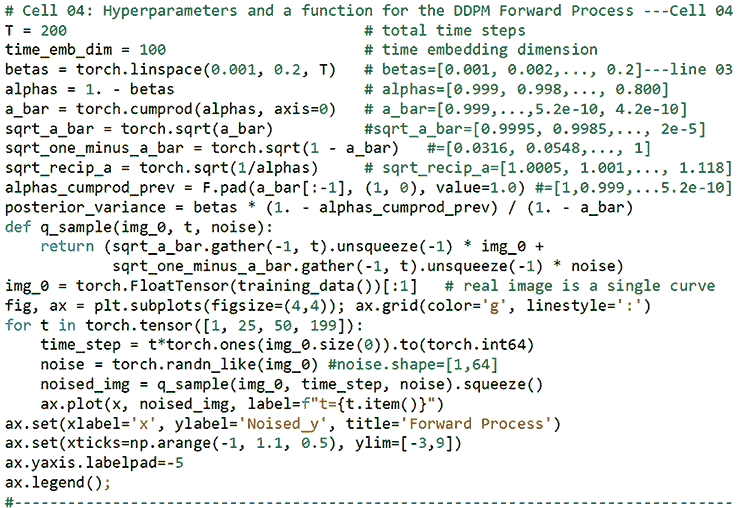 # Cell 04: Hyperparameters and a function for the DDPM Forward Process ---Cell 04
T = 200                                 # total time steps
time_emb_dim = 100                      # time embedding dimension
betas = torch.linspace(0.001, 0.2, T)   # betas=[0.001, 0.002,..., 0.2]---line 03
alphas = 1. - betas                     # alphas=[0.999, 0.998,..., 0.800]
a_bar = torch.cumprod(alphas, axis=0)   # a_bar=[0.999,...,5.2e-10, 4.2e-10]
sqrt_a_bar = torch.sqrt(a_bar)          #sqrt_a_bar=[0.9995, 0.9985,..., 2e-5]
sqrt_one_minus_a_bar = torch.sqrt(1 - a_bar)   #=[0.0316, 0.0548,..., 1]
sqrt_recip_a = torch.sqrt(1/alphas)     # sqrt_recip_a=[1.0005, 1.001,..., 1.118]
alphas_cumprod_prev = F.pad(a_bar[:-1], (1, 0), value=1.0) #=[1,0.999,...5.2e-10]
posterior_variance = betas * (1. - alphas_cumprod_prev) / (1. - a_bar)
def q_sample(img_0, t, noise):
    return (sqrt_a_bar.gather(-1, t).unsqueeze(-1) * img_0 +
            sqrt_one_minus_a_bar.gather(-1, t).unsqueeze(-1) * noise)
img_0 = torch.FloatTensor(training_data())[:1]   # real image is a single curve
fig, ax = plt.subplots(figsize=(4,4)); ax.grid(color='g', linestyle=':')
for t in torch.tensor([1, 25, 50, 199]):
    time_step = t*torch.ones(img_0.size(0)).to(torch.int64)
    noise = torch.randn_like(img_0) #noise.shape=[1,64]
    noised_img = q_sample(img_0, time_step, noise).squeeze()
    ax.plot(x, noised_img, label=f"t={t.item()}")
ax.set(xlabel='x', ylabel='Noised_y', title='Forward Process')
ax.set(xticks=np.arange(-1, 1.1, 0.5), ylim=[-3,9])
ax.yaxis.labelpad=-5
ax.legend();
#-------------------------------------------------------------------------------